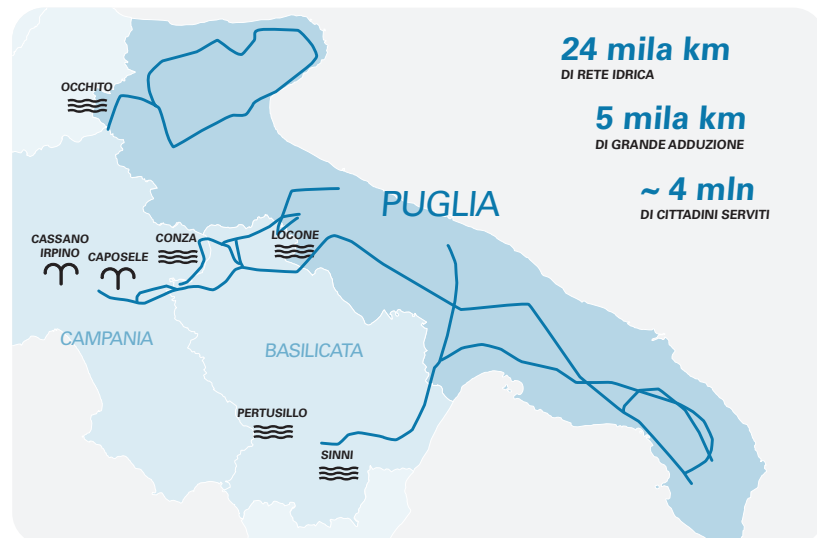 24 mila km
DI RETE IDRICA
5 mila km
DI GRANDE ADDUZIONE
~ 4 mln
DI CITTADINI SERVITI
OCCHITO
PUGLIA
CASSANO
IRPINO
CAPOSELE
CONZA
LOCONE
CAMPANIA
BASILICATA
PERTUSILLO
SINNI